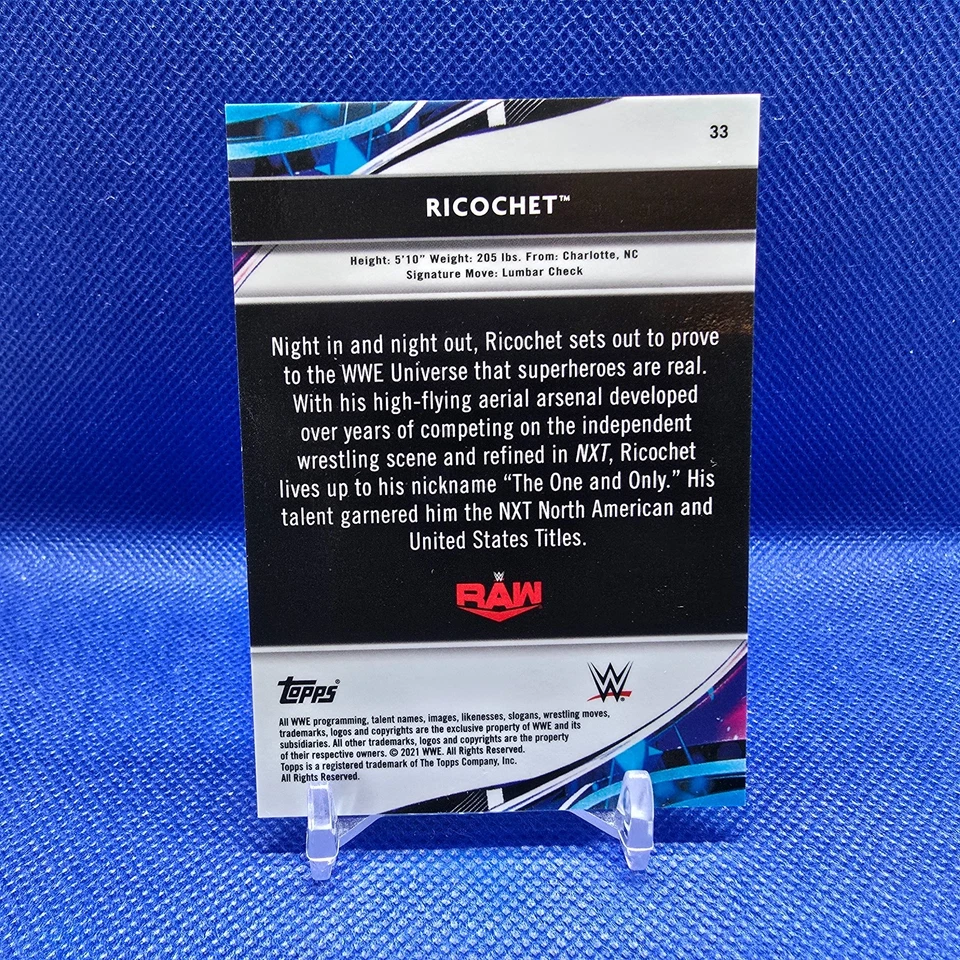 33
RICOCHET™
Height: 5'10" Weight: 205 lbs. From: Charlotte, NC
Signature Move: Lumbar Check
Night in and night out, Ricochet sets out to prove
to the WWE Universe that superheroes are real.
With his high-flying aerial arsenal developed
over years of competing on the independent
wrestling scene and refined in NXT, Ricochet
lives up to his nickname “The One and Only.” His
talent garnered him the NXT North American and
United States Titles.
W
RAW
Topps®
W®
All WWE programming, talent names, images, likenesses, slogans, wrestling moves,
trademarks, logos and copyrights are the exclusive property of WWE and its
subsidiaries. All other trademarks, logos and copyrights are the property
of their respective owners. © 2021 WWE. All Rights Reserved.
Topps is a registered trademark of The Topps Company, Inc.
All Rights Reserved.